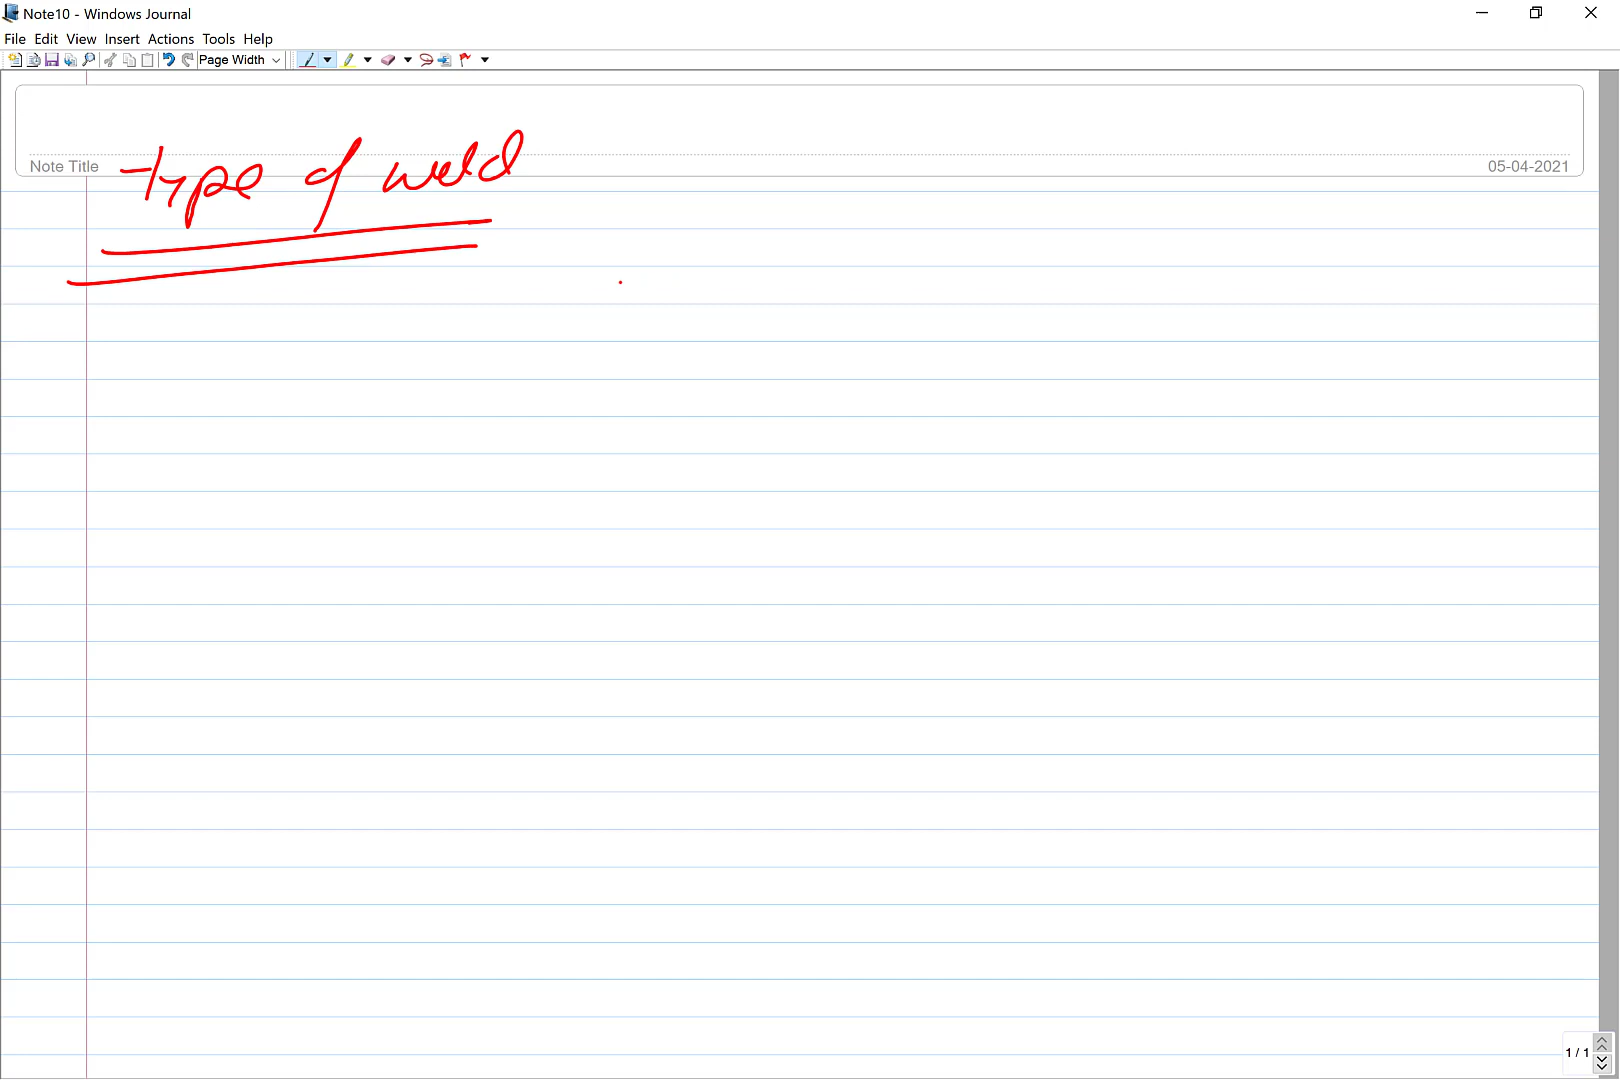 Note10 - Windows Journal
File Edit View Insert Actions Tools Help
Page Width
type of weld
Note Title 05-04-2021
1 / 1